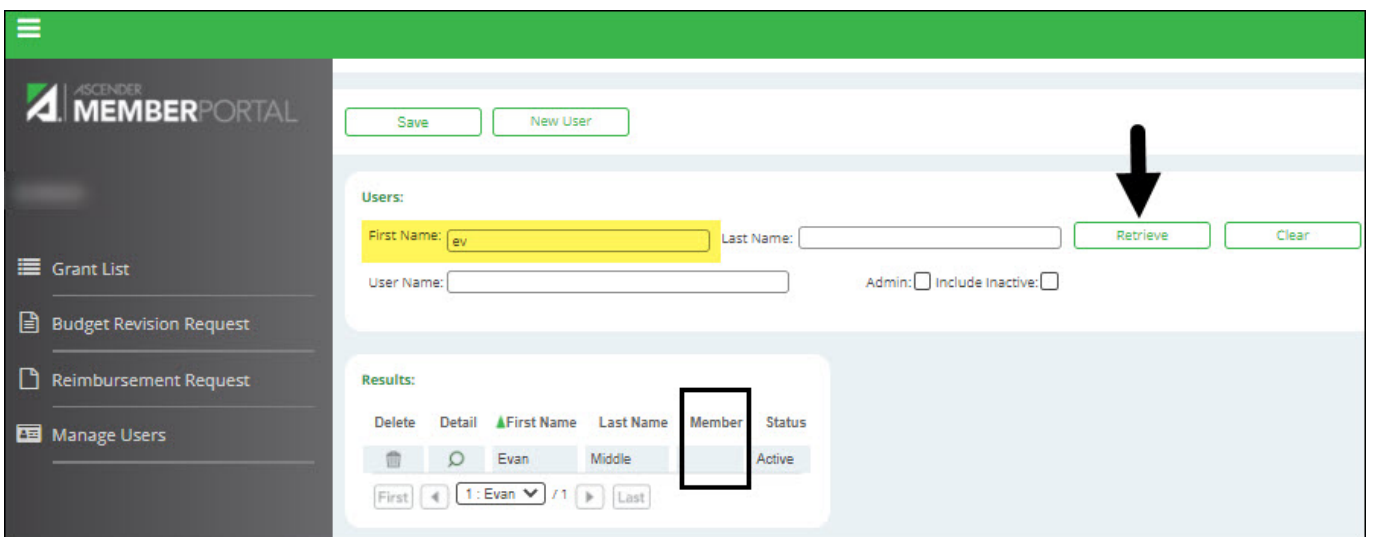 ASCENDER
MEMBERPORTAL
Grant List
Budget Revision Request
Reimbursement Request
Manage Users
Save New User
Users:
First Name: ev Last Name: Retrieve Clear
User Name: Admin: Include Inactive:
Results:
Delete Detail First Name Last Name Member Status
Evan Middle Active
First 1 : Evan / 1 Last